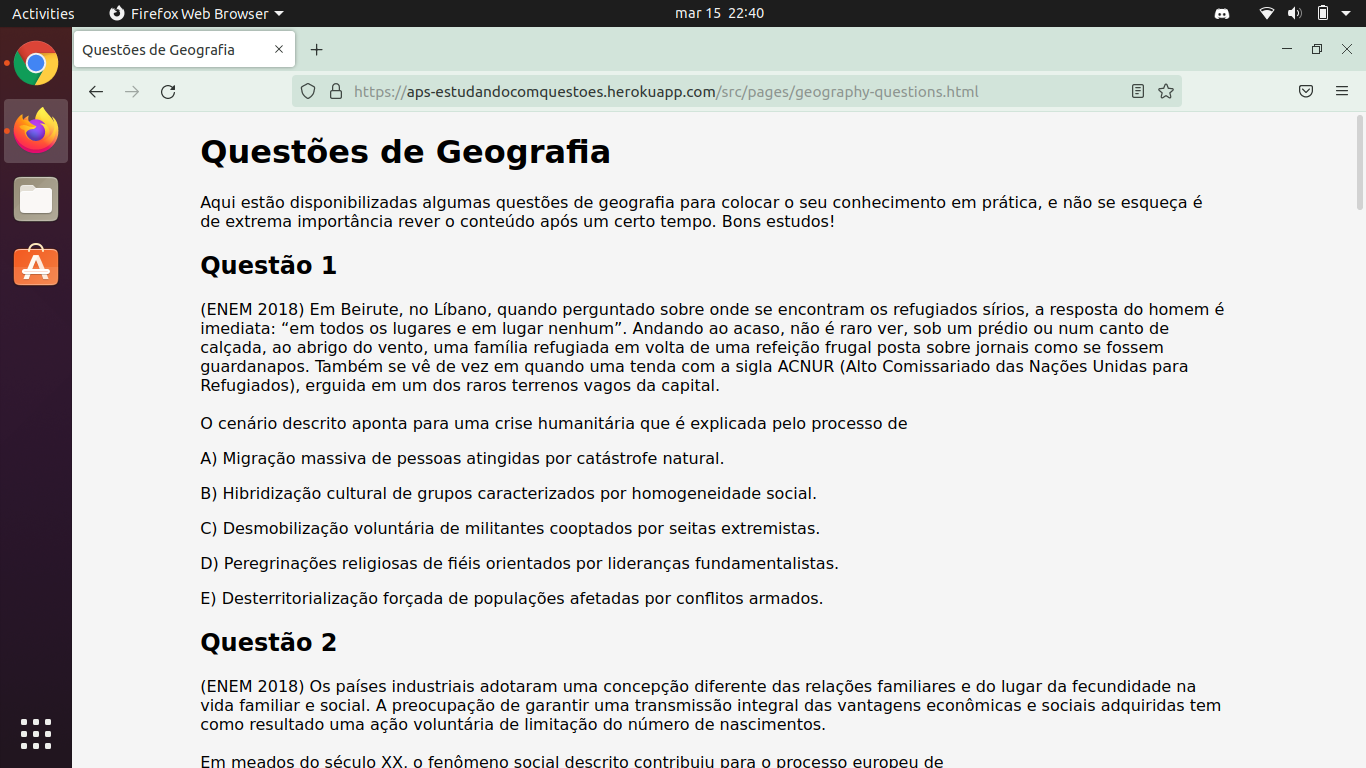 Activities
Firefox Web Browser
mar 15 22:40
Questões de Geografia
https://aps-estudandocomquestoes.herokuapp.com/src/pages/geography-questions.html
Questões de Geografia
Aqui estão disponibilizadas algumas questões de geografia para colocar o seu conhecimento em prática, e não se esqueça é
de extrema importância rever o conteúdo após um certo tempo. Bons estudos!
Questão 1
(ENEM 2018) Em Beirute, no Líbano, quando perguntado sobre onde se encontram os refugiados sírios, a resposta do homem é
imediata: “em todos os lugares e em lugar nenhum”. Andando ao acaso, não é raro ver, sob um prédio ou num canto de
calçada, ao abrigo do vento, uma família refugiada em volta de uma refeição frugal posta sobre jornais como se fossem
guardanapos. Também se vê de vez em quando uma tenda com a sigla ACNUR (Alto Comissariado das Nações Unidas para
Refugiados), erguida em um dos raros terrenos vagos da capital.
O cenário descrito aponta para uma crise humanitária que é explicada pelo processo de
A) Migração massiva de pessoas atingidas por catástrofe natural.
B) Hibridização cultural de grupos caracterizados por homogeneidade social.
C) Desmobilização voluntária de militantes cooptados por seitas extremistas.
D) Peregrinações religiosas de fiéis orientados por lideranças fundamentalistas.
E) Desterritorialização forçada de populações afetadas por conflitos armados.
Questão 2
(ENEM 2018) Os países industriais adotaram uma concepção diferente das relações familiares e do lugar da fecundidade na
vida familiar e social. A preocupação de garantir uma transmissão integral das vantagens econômicas e sociais adquiridas tem
como resultado uma ação voluntária de limitação do número de nascimentos.
Em meados do século XX, o fenômeno social descrito contribuiu para o processo europeu de